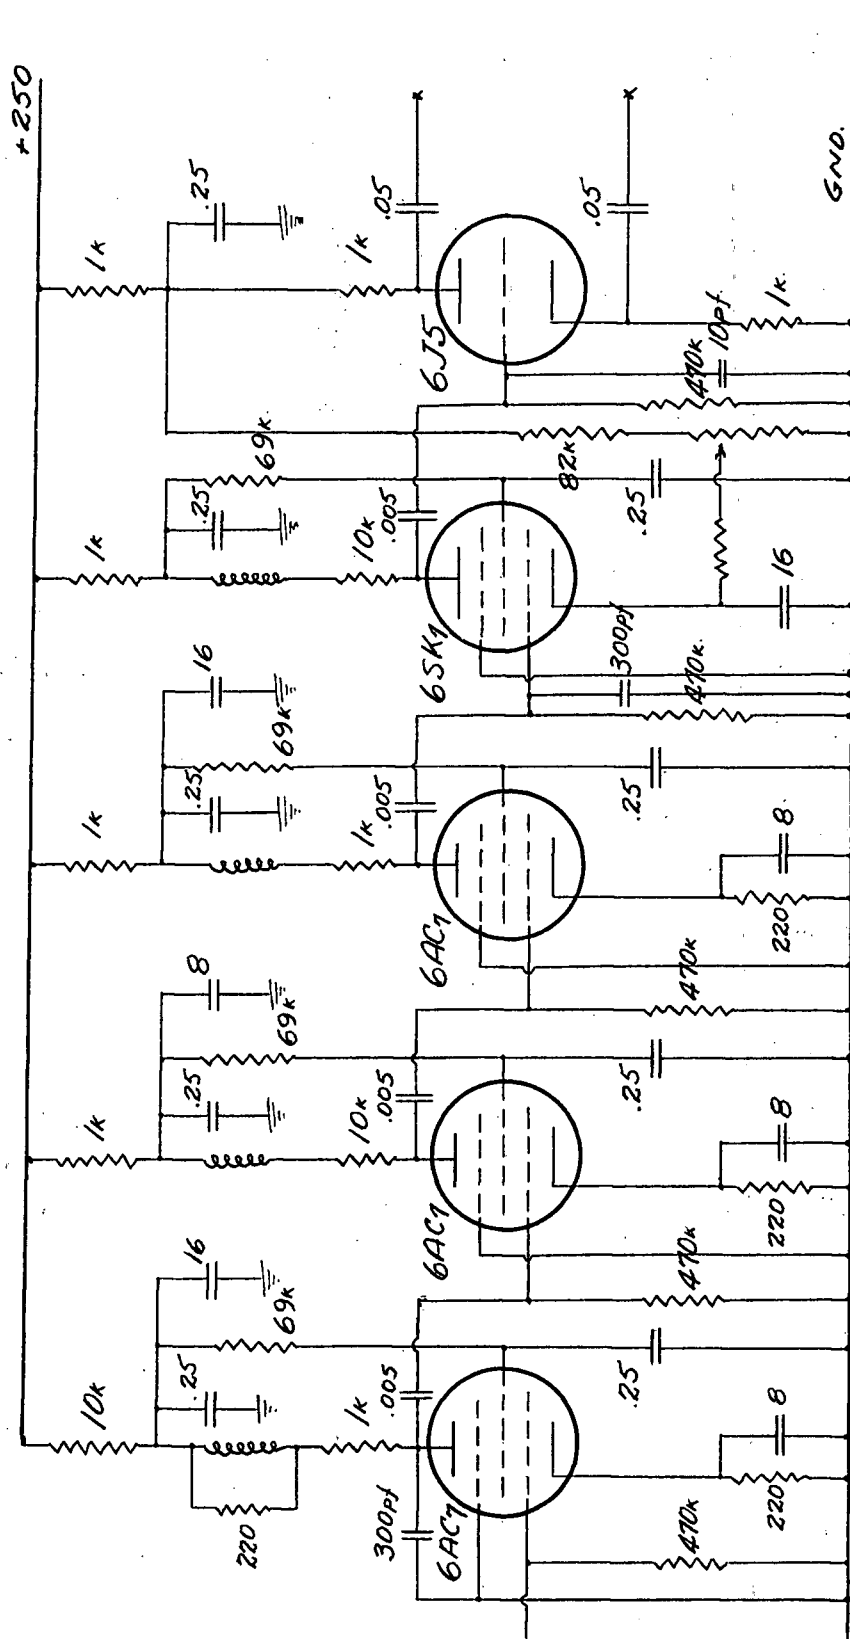 +250
1K
.25
1K
.05
.05
6J5
1K
10pf
470K
GND.
1K
.25
69K
10K
.005
6SK7
82K
.25
16
300pf
470K
1K
16
69K
.25
1K
.005
6AC7
.25
8
220
470K
1K
8
69K
.25
10K
.005
6AC7
.25
8
220
470K
10K
16
69K
.25
220
1K
.005
300pf
6AC7
.25
8
220
470K